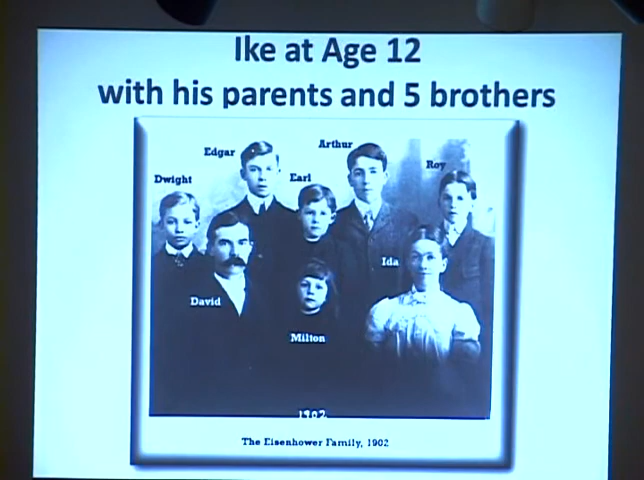 Ike at Age 12
with his parents and 5 brothers
Arthur
Edgar
Roy
Dwight
Earl
Ida
David
Milton
1902
The Eisenhower Family, 1902